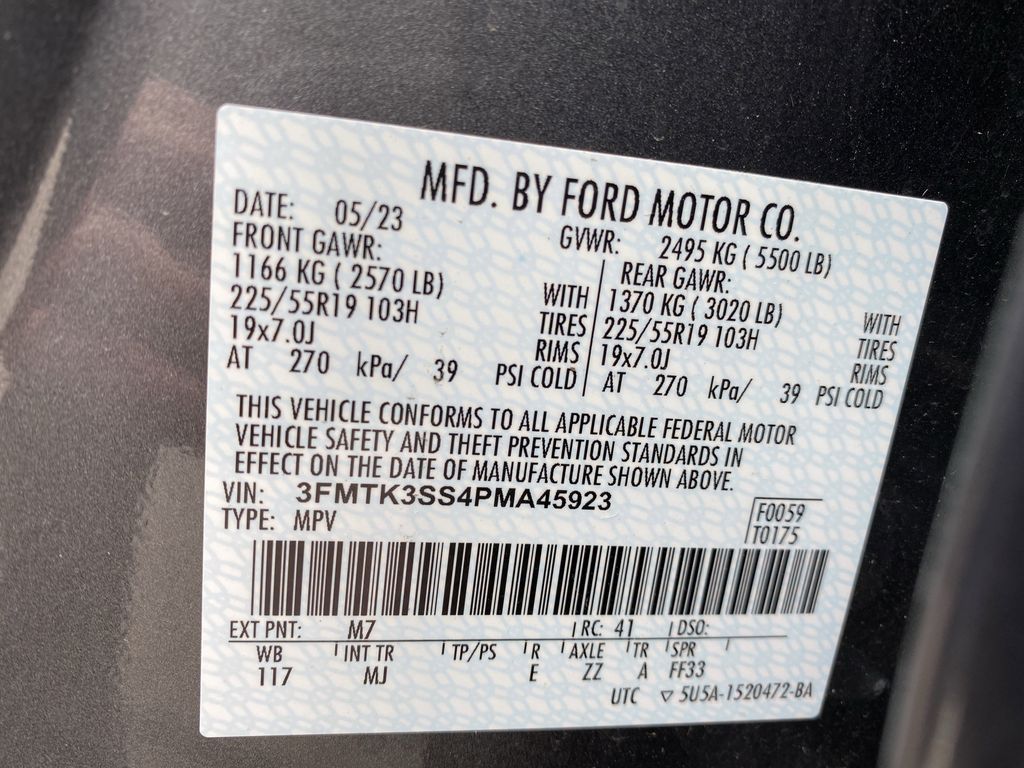 MFD. BY FORD MOTOR CO.
DATE: 05/23 GVWR: 2495 KG ( 5500 LB)
FRONT GAWR: REAR GAWR:
1166 KG ( 2570 LB) WITH 1370 KG ( 3020 LB) WITH
225/55R19 103H TIRES 225/55R19 103H TIRES
19x7.0J RIMS 19x7.0J RIMS
AT 270 kPa/ 39 PSI COLD AT 270 kPa/ 39 PSI COLD
THIS VEHICLE CONFORMS TO ALL APPLICABLE FEDERAL MOTOR
VEHICLE SAFETY AND THEFT PREVENTION STANDARDS IN
EFFECT ON THE DATE OF MANUFACTURE SHOWN ABOVE.
VIN: 3FMTK3SS4PMA45923
TYPE: MPV
F0059
T0175
EXT PNT: M7 RC: 41 DSO:
WB INT TR TP/PS R AXLE TR SPR
117 MJ E ZZ A FF33
UTC ▽ 5U5A-1520472-BA